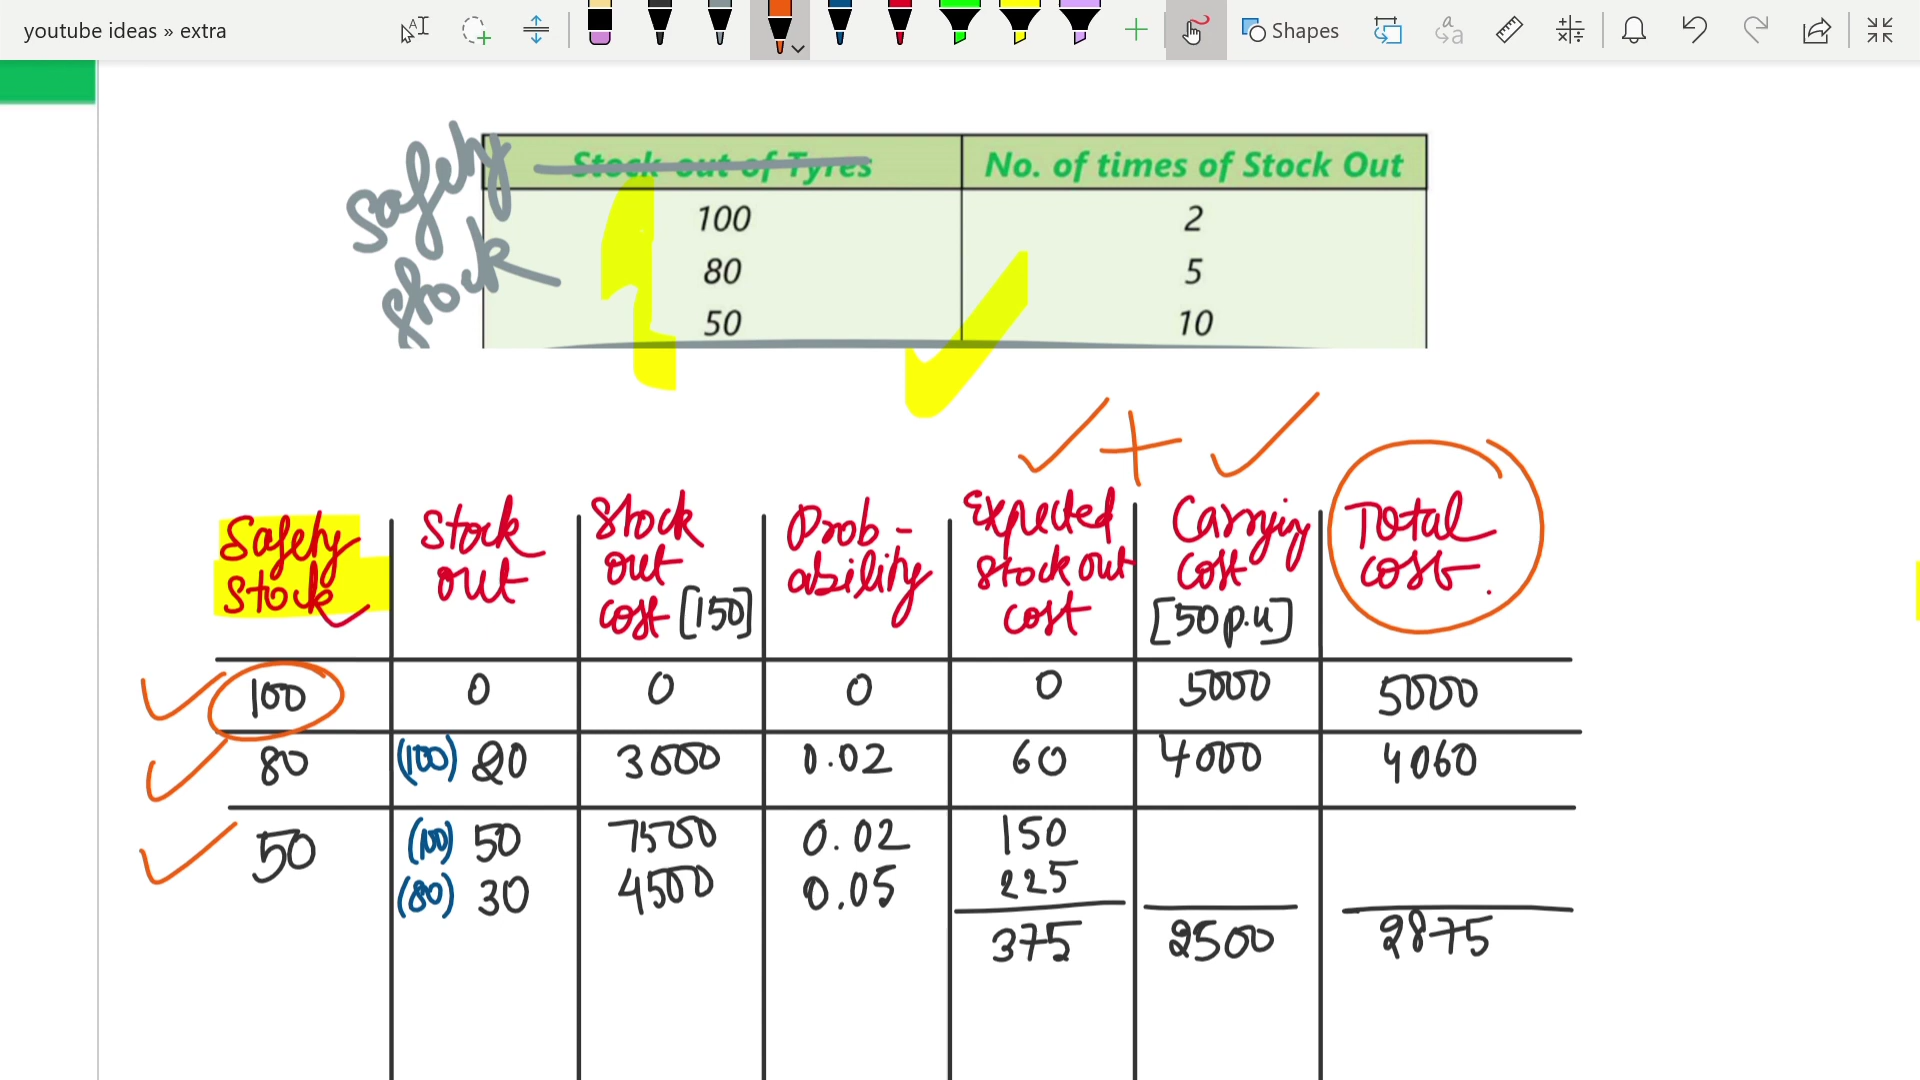 youtube ideas » extra
Shapes
Safety
Stock
Stock out of Tyres No. of times of Stock Out
100 2
80 5
50 10
Safety Stock
Stock out
Stock out cost [150]
Prob-ability
Expected stock out cost
Carrying cost [50 p.u]
Total cost.
100 0 0 0 0 5000 5000
80 (100) 20 3000 0.02 60 4000 4060
50 (100) 50 7500 0.02 150
(80) 30 4500 0.05 225
375 2500 2875